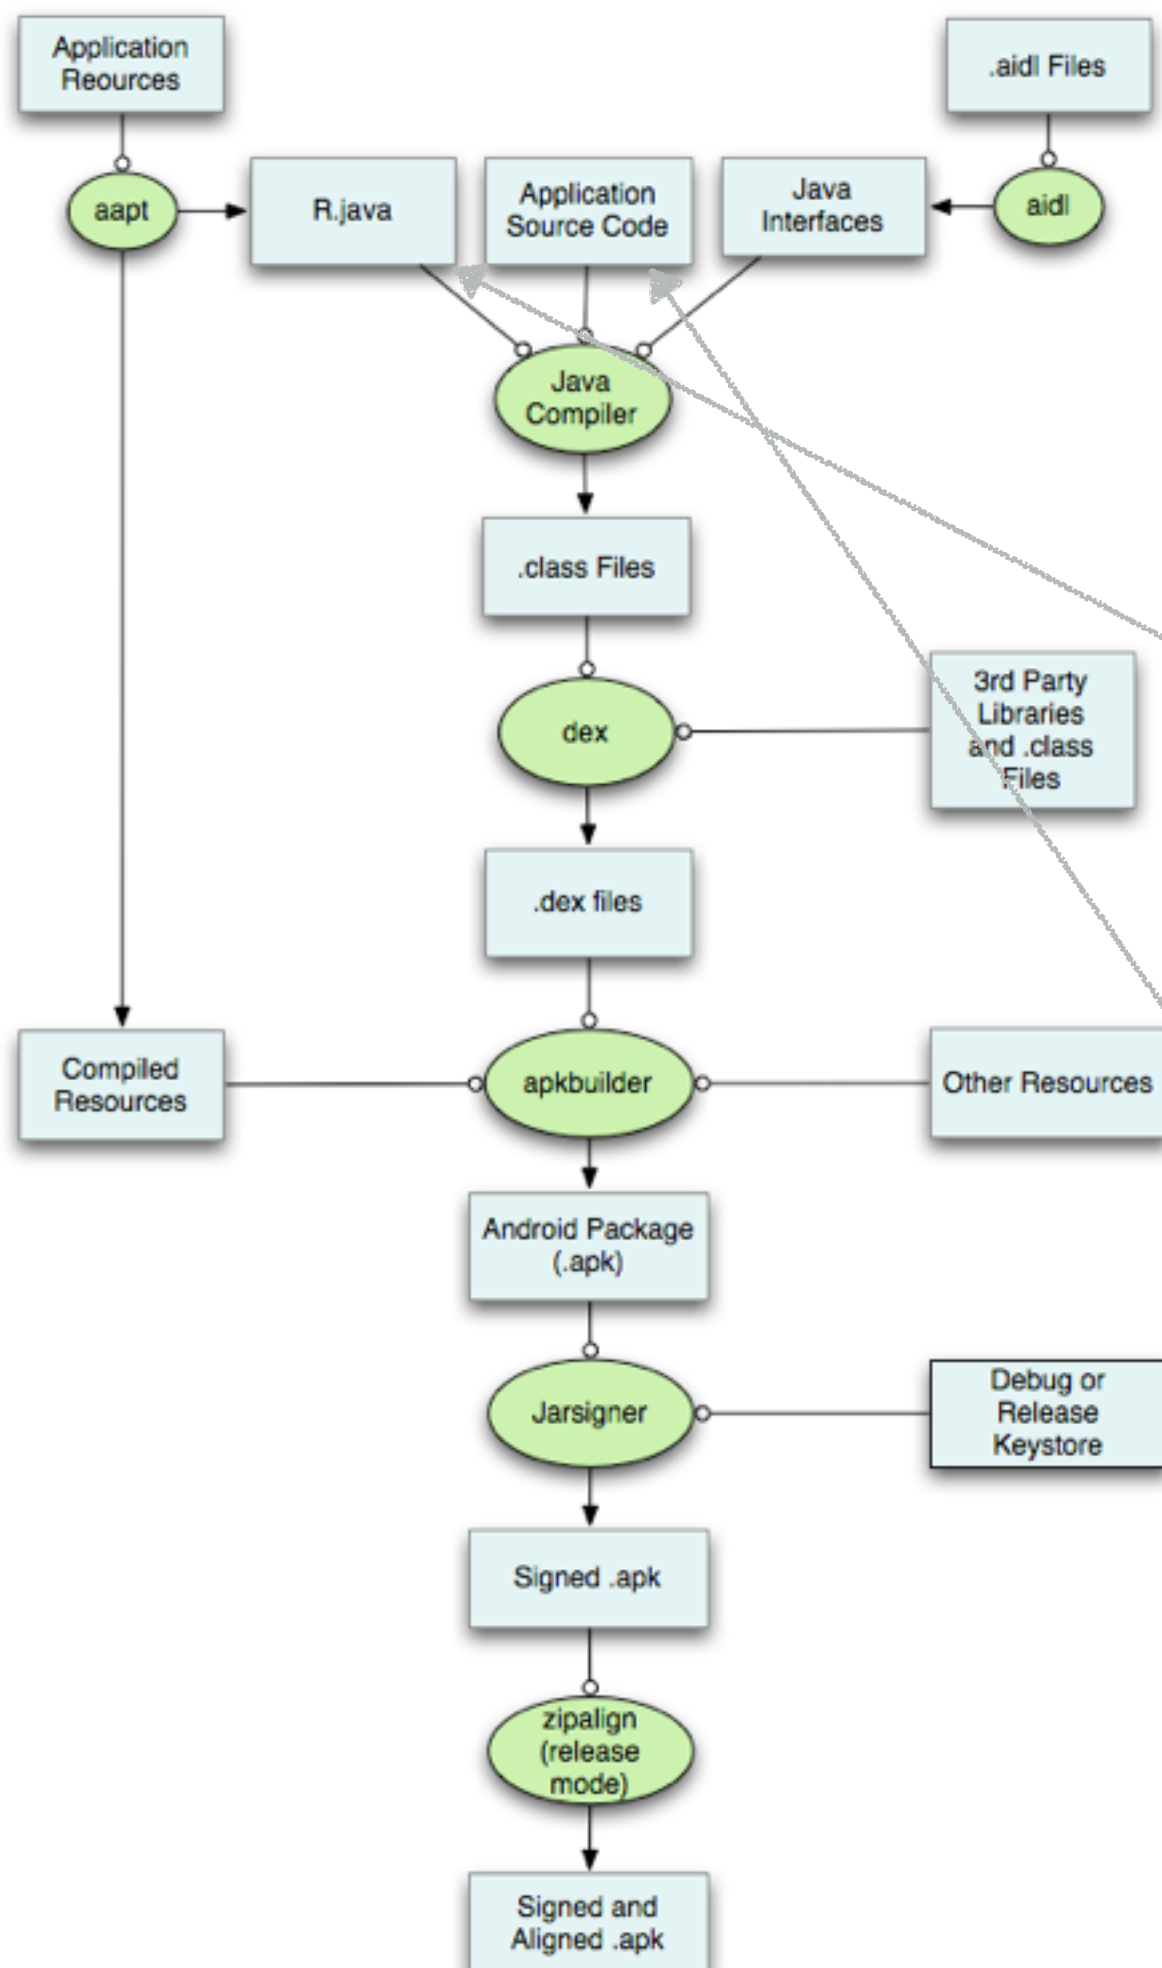 Application
Reources
.aidl Files
aapt
R.java
Application
Source Code
Java
Interfaces
aidl
Java
Compiler
.class Files
dex
3rd Party
Libraries
and .class
Files
.dex files
Compiled
Resources
apkbuilder
Other Resources
Android Package
(.apk)
Jarsigner
Debug or
Release
Keystore
Signed .apk
zipalign
(release
mode)
Signed and
Aligned .apk